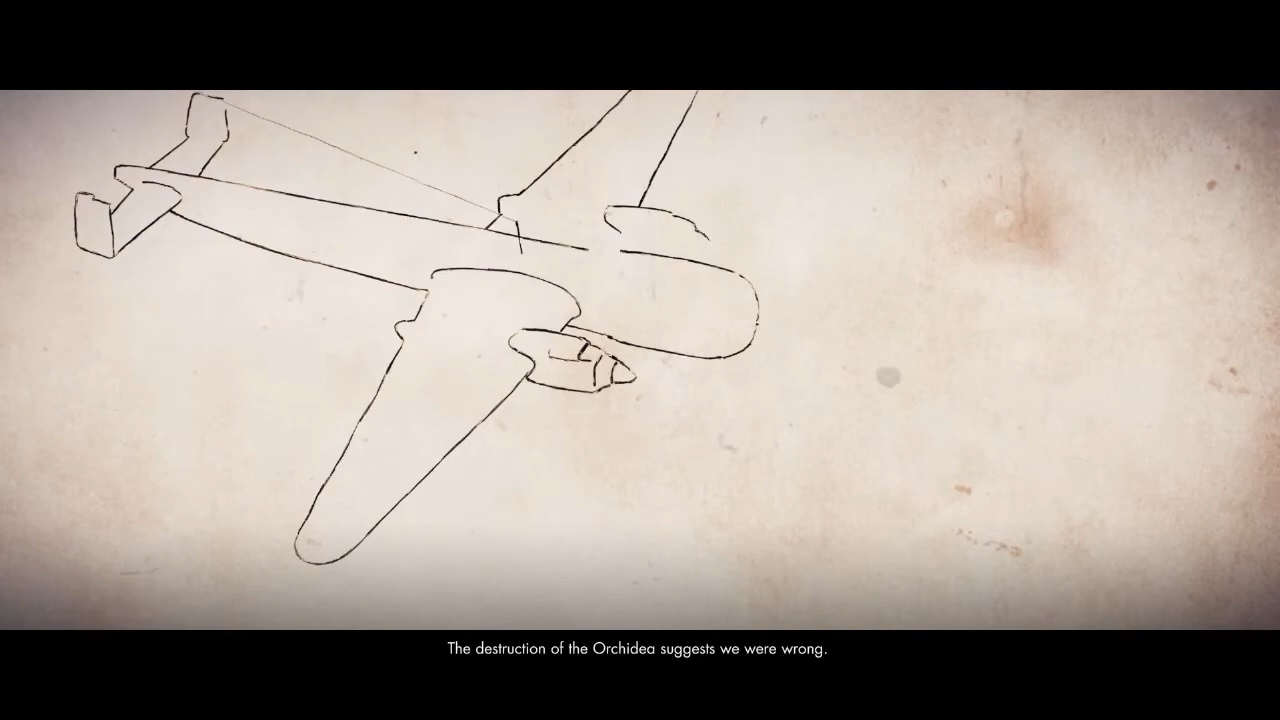 The destruction of the Orchidea suggests we were wrong.